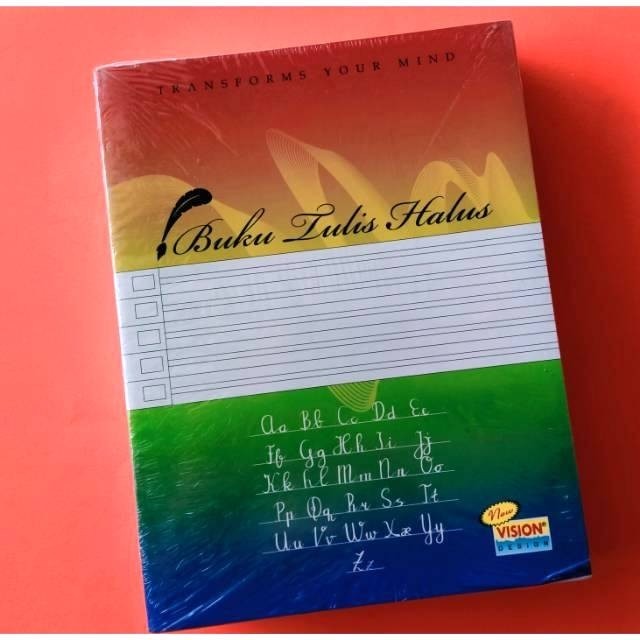 TRANSFORMS YOUR MIND
Buku Tulis Halus
Aa Bb Cc Dd Ee
Ff Gg Hh Ii Jj
Kk Ll Mm Nn Oo
Pp Qq Rr Ss Tt
Uu Vv Ww Xx Yy
Zz
New
VISION®
DESIGN